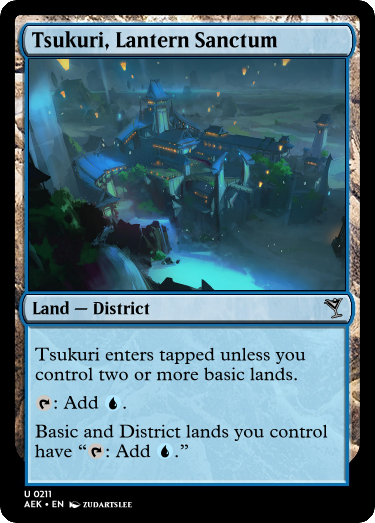 Tsukuri, Lantern Sanctum
Land — District
Tsukuri enters tapped unless you
control two or more basic lands.
: Add .
Basic and District lands you control
have “: Add .”
U 0211
AEK • EN ZUDARTSLEE